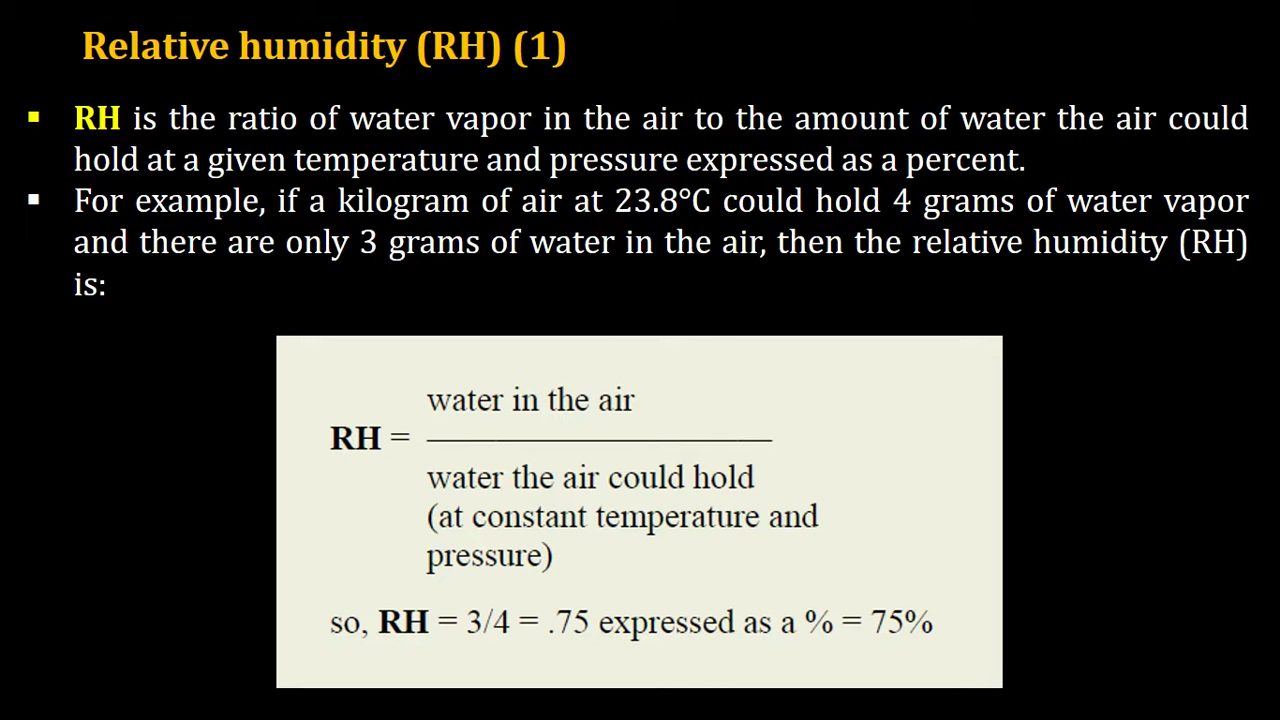 Relative humidity (RH) (1)
▪ RH is the ratio of water vapor in the air to the amount of water the air could
hold at a given temperature and pressure expressed as a percent.
▪ For example, if a kilogram of air at 23.8°C could hold 4 grams of water vapor
and there are only 3 grams of water in the air, then the relative humidity (RH)
is:
water in the air
RH =
water the air could hold
(at constant temperature and
pressure)
so, RH = 3/4 = .75 expressed as a % = 75%